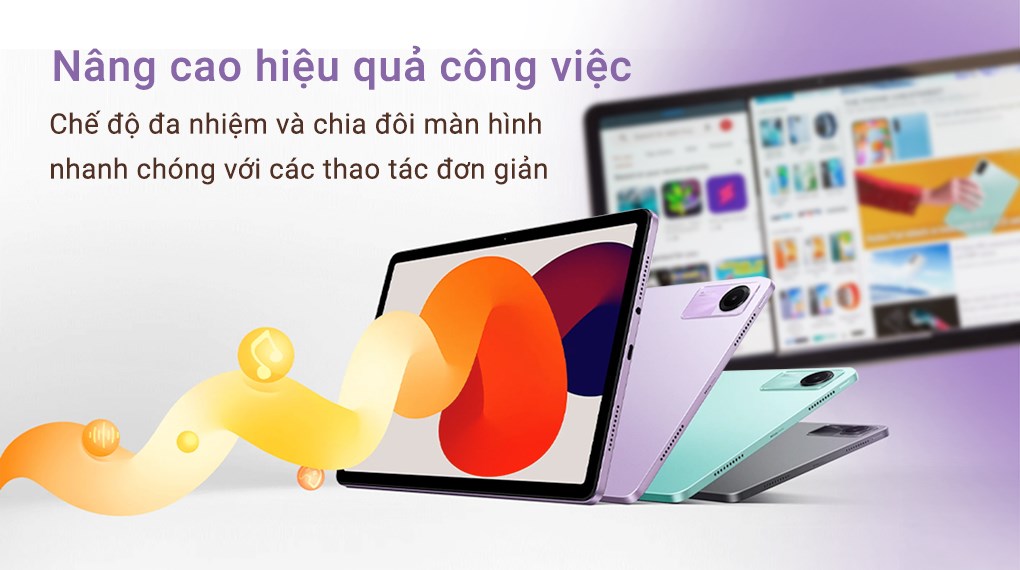 Nâng cao hiệu quả công việc
Chế độ đa nhiệm và chia đôi màn hình
nhanh chóng với các thao tác đơn giản